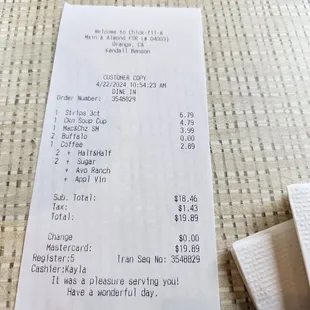 Welcome to Chick-fil-A
Main & Almond FSR (# 04003)
Orange, CA
Kendall Benson
CUSTOMER COPY
4/22/2024 10:54:23 AM
DINE IN
Order Number: 3548829
1 Strips 3ct 6.79
1 Ckn Soup Cup 4.79
1 Mac&Chz SM 3.99
2 Buffalo 0.00
1 Coffee 2.89
2 + Half&Half
2 + Sugar
+ Avo Ranch
+ Appl Vin
Sub. Total: $18.46
Tax: $1.43
Total: $19.89
Change $0.00
Mastercard: $19.89
Register:5 Tran Seq No: 3548829
Cashier:Kayla
It was a pleasure serving you!
Have a wonderful day.